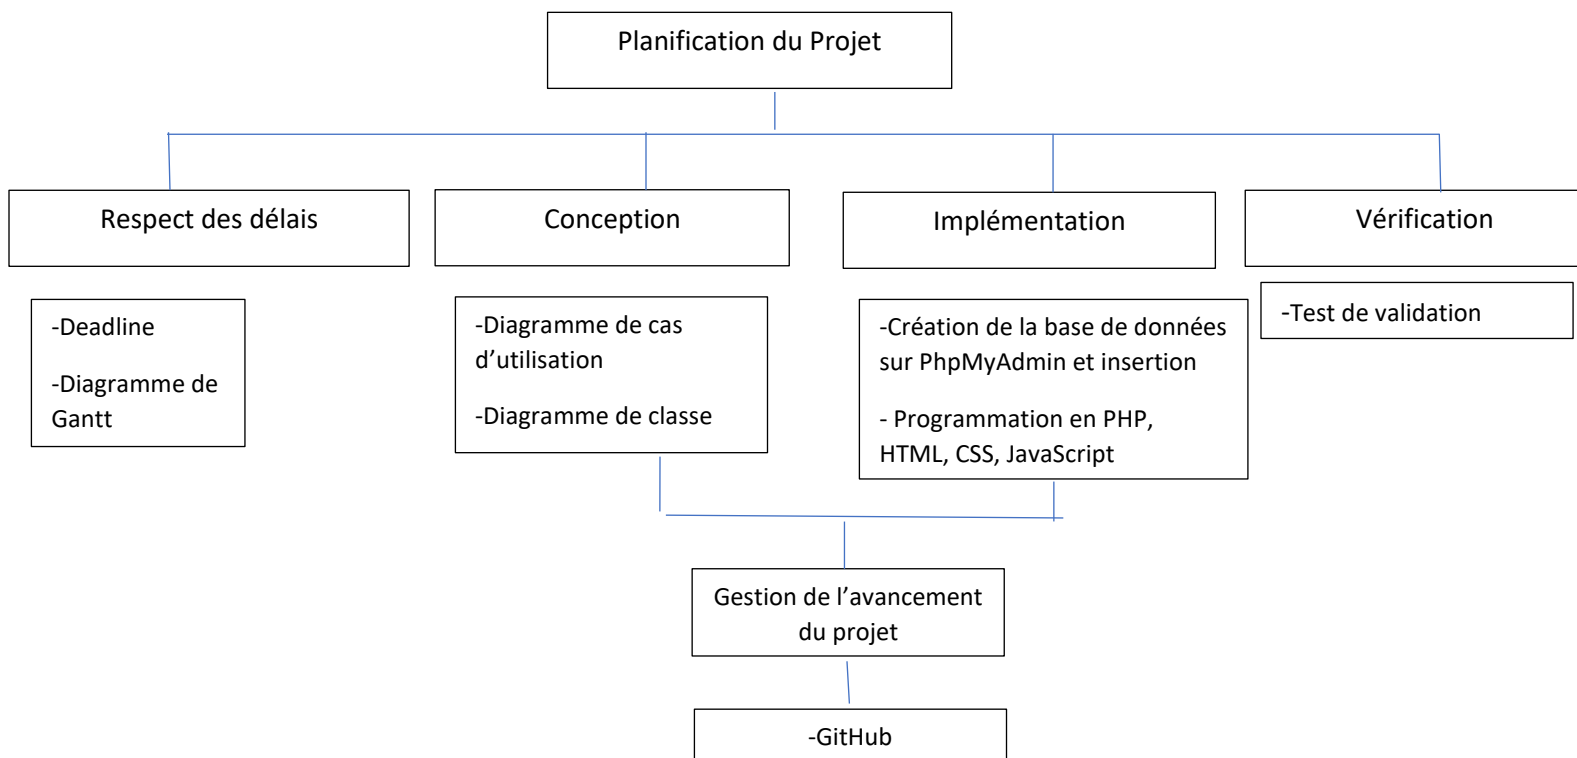 Planification du Projet
Respect des délais
Conception
Implémentation
Vérification
-Deadline
-Diagramme de
Gantt
-Diagramme de cas
d’utilisation
-Diagramme de classe
-Création de la base de données
sur PhpMyAdmin et insertion
- Programmation en PHP,
HTML, CSS, JavaScript
-Test de validation
Gestion de l’avancement
du projet
-GitHub